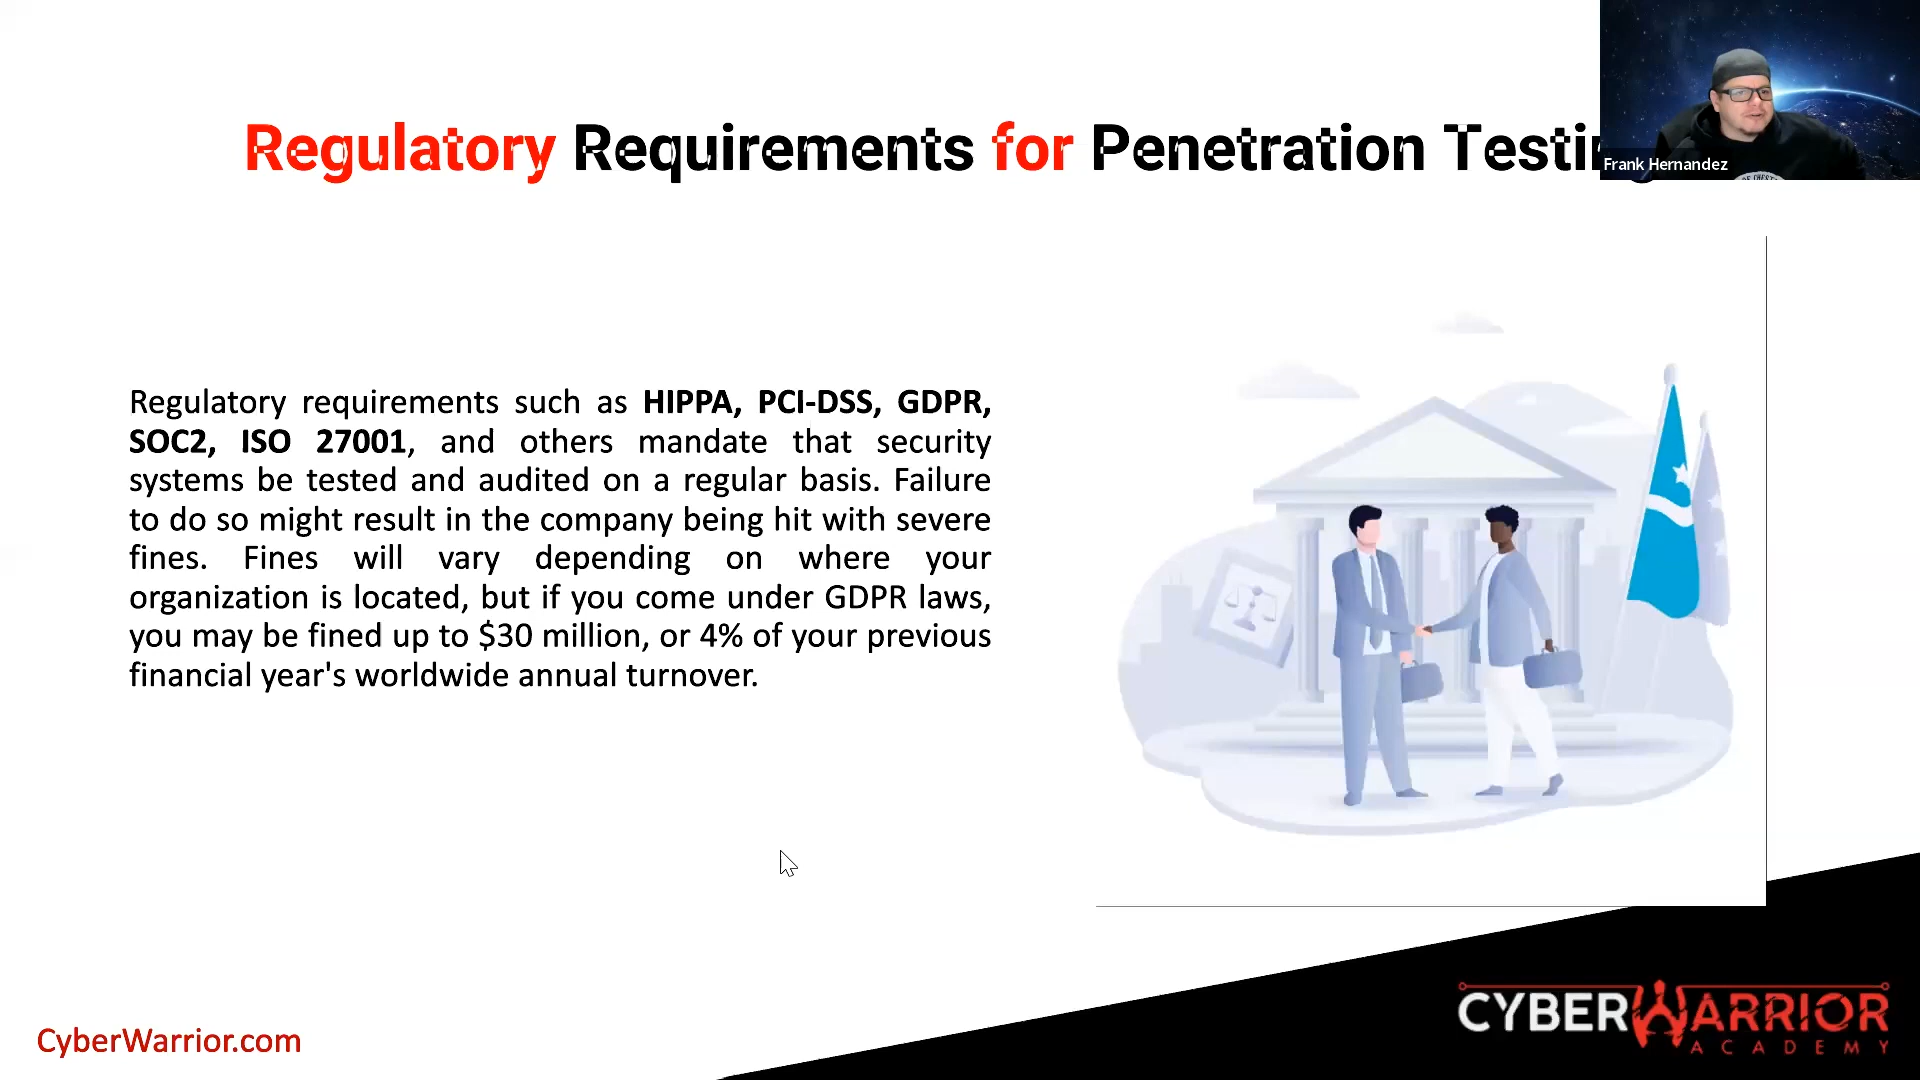 Regulatory Requirements for Penetration Testin
Frank Hernandez
Regulatory requirements such as HIPPA, PCI-DSS, GDPR,
SOC2, ISO 27001, and others mandate that security
systems be tested and audited on a regular basis. Failure
to do so might result in the company being hit with severe
fines. Fines will vary depending on where your
organization is located, but if you come under GDPR laws,
you may be fined up to $30 million, or 4% of your previous
financial year's worldwide annual turnover.
CyberWarrior.com
CYBERWARRIOR
ACADEMY